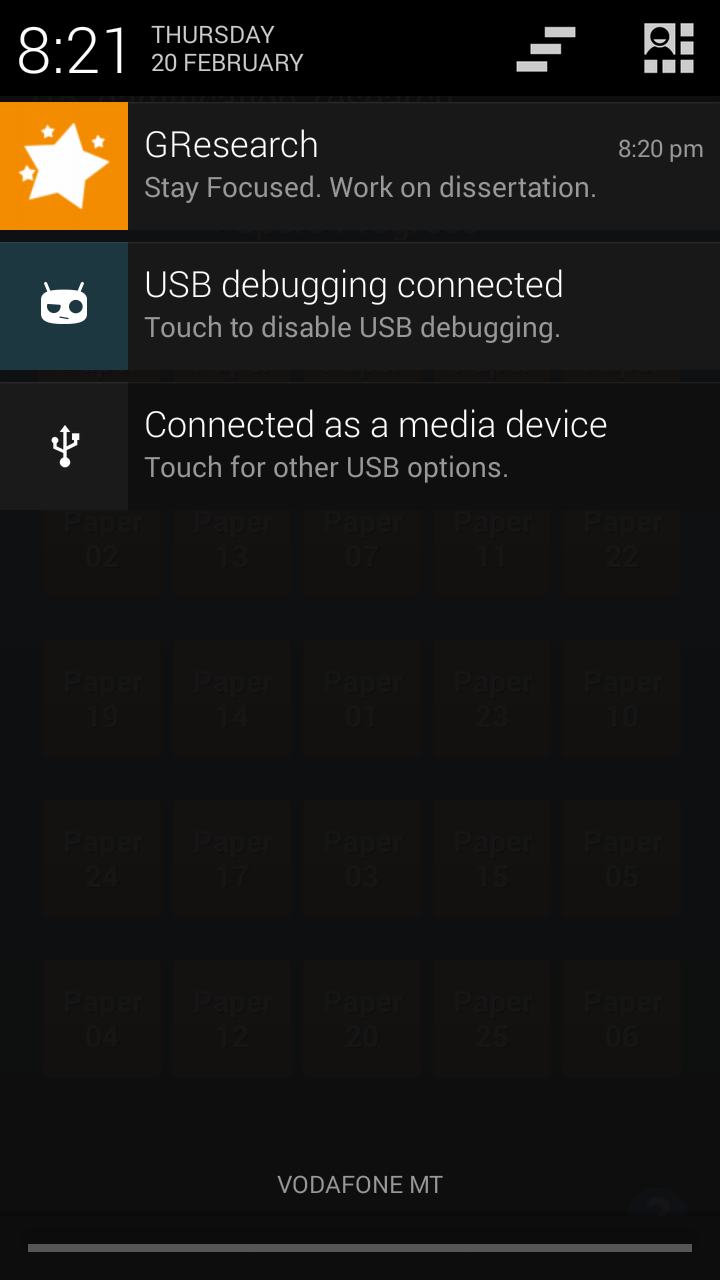 8:21
THURSDAY
20 FEBRUARY
GResearch
8:20 pm
Stay Focused. Work on dissertation.
USB debugging connected
Touch to disable USB debugging.
Connected as a media device
Touch for other USB options.
Paper Paper Paper Paper Paper
02 13 07 11 22
Paper Paper Paper Paper Paper
19 14 01 23 10
Paper Paper Paper Paper Paper
24 17 03 15 05
Paper Paper Paper Paper Paper
04 12 20 25 06
VODAFONE MT
?